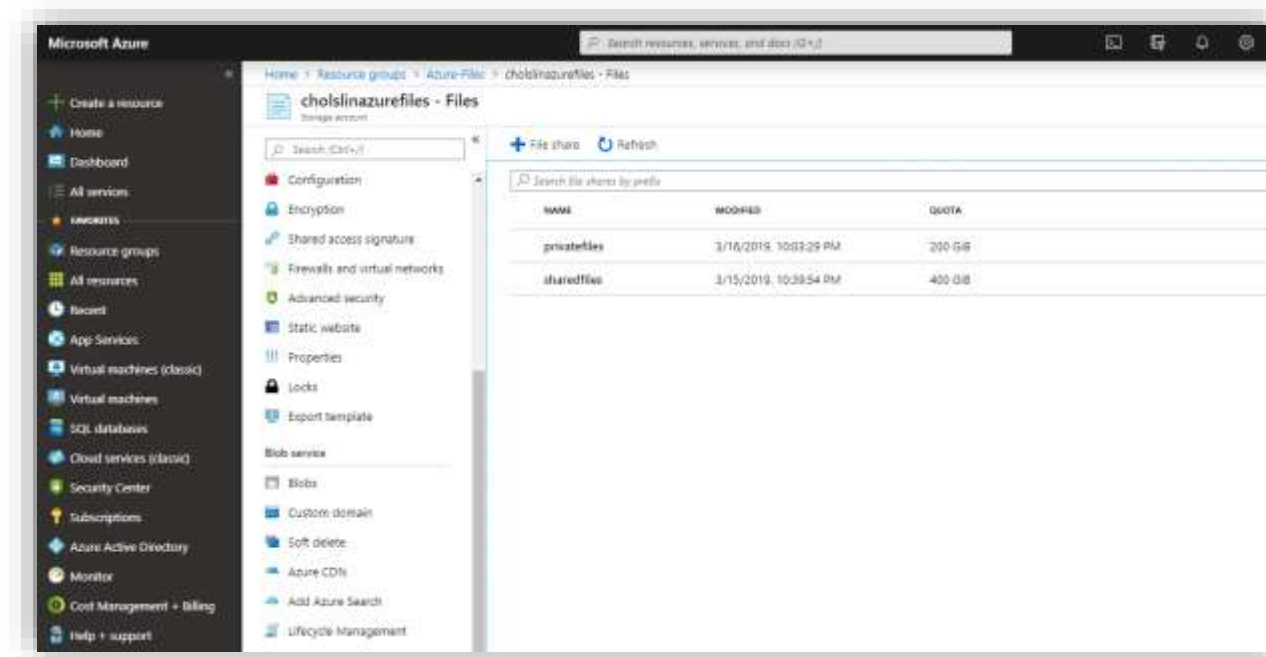 Microsoft Azure
Search resources, services, and docs (G+/)
Create a resource
Home
Dashboard
All services
FAVORITES
Resource groups
All resources
Recent
App Services
Virtual machines (classic)
Virtual machines
SQL databases
Cloud services (classic)
Security Center
Subscriptions
Azure Active Directory
Monitor
Cost Management + Billing
Help + support
Home > Resource groups > Azure-Files > cholslinazurefiles - Files
cholslinazurefiles - Files
Storage account
Search (Ctrl+/)
Configuration
Encryption
Shared access signature
Firewalls and virtual networks
Advanced security
Static website
Properties
Locks
Export template
Blob service
Blobs
Custom domain
Soft delete
Azure CDN
Add Azure Search
Lifecycle Management
File share Refresh
Search file shares by prefix
NAME MODIFIED QUOTA
privatefiles 3/16/2019, 10:03:29 PM 200 GiB
sharedfiles 3/15/2019, 10:39:54 PM 400 GiB